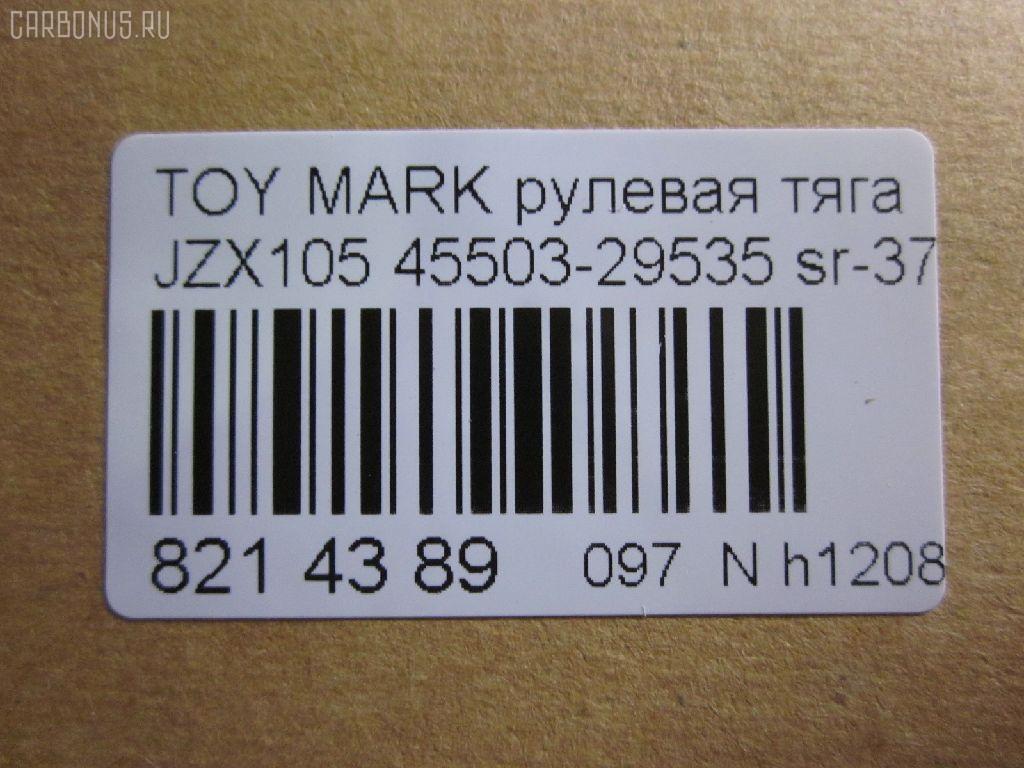 CARBONUS.RU
TOY MARK рулевая тяга
JZX105 45503-29535 sr-37
821 43 89 097 N h1208